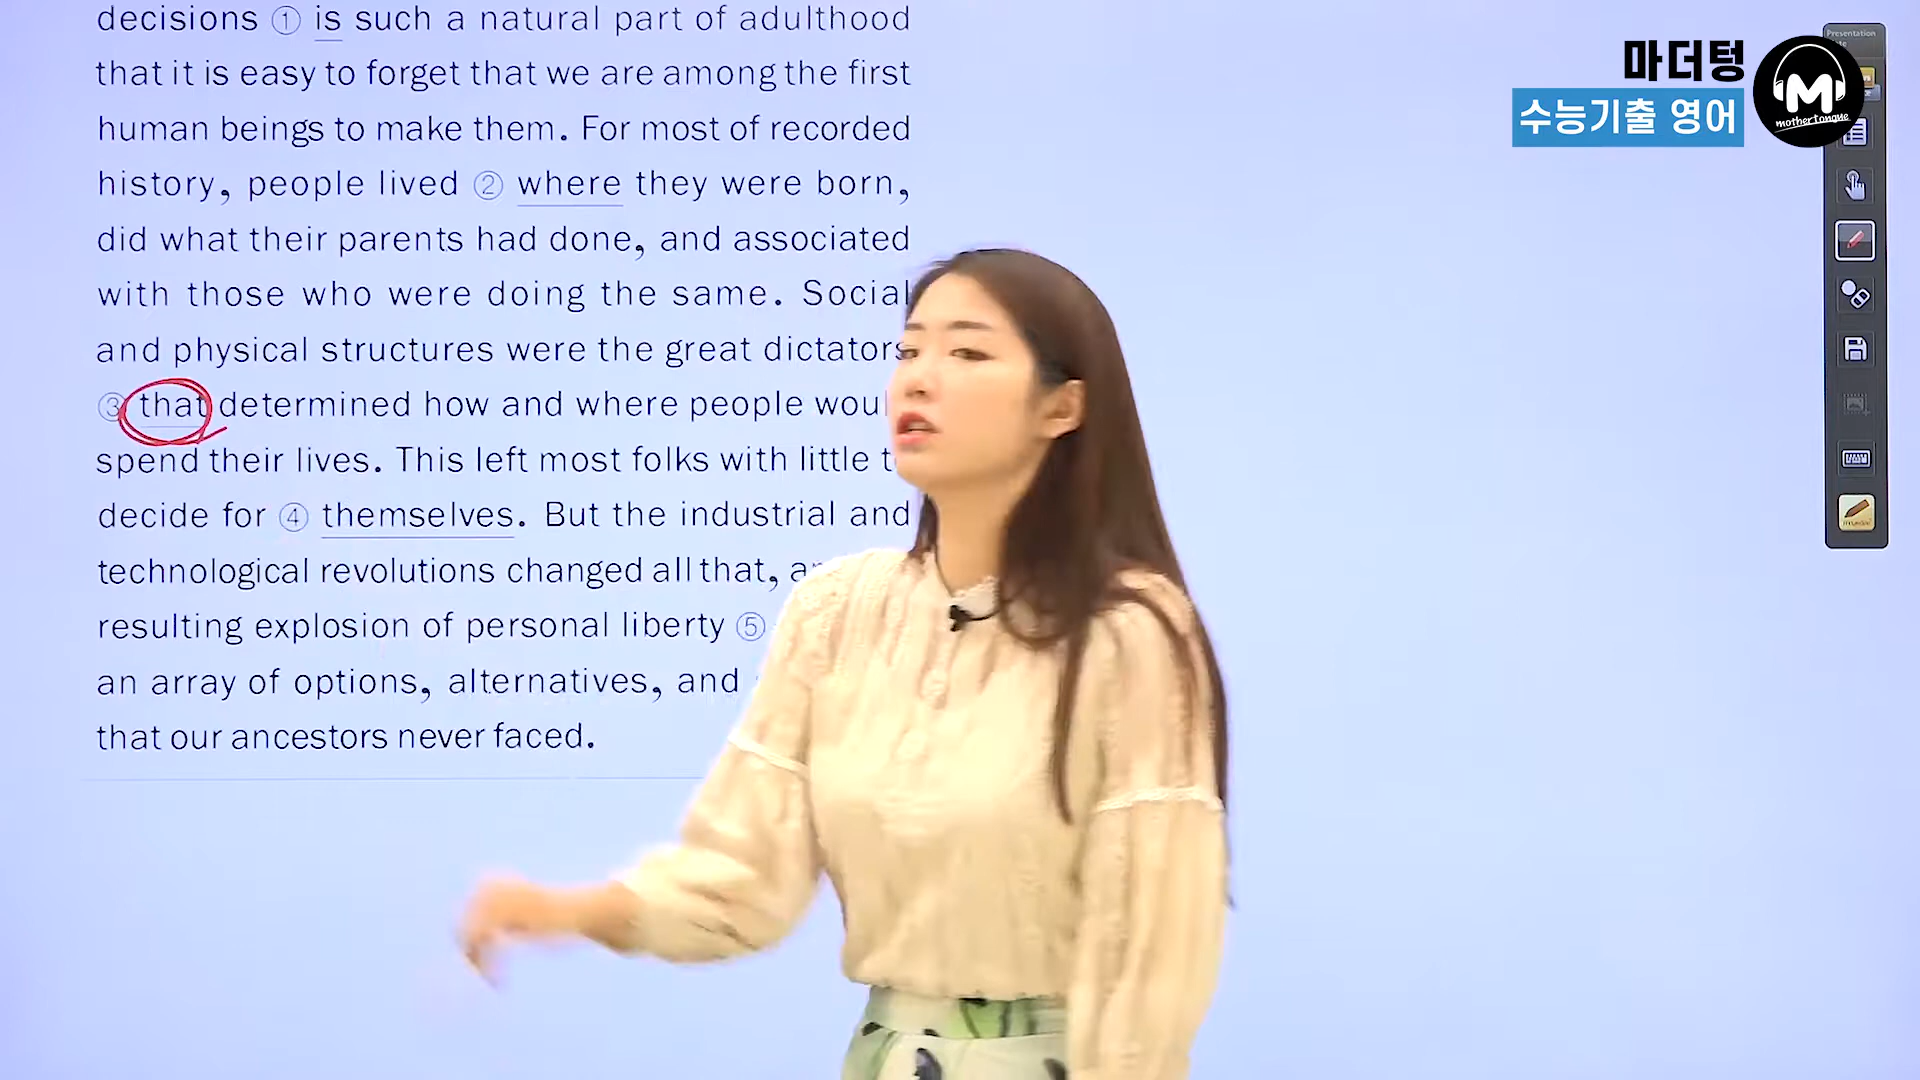 decisions ① is such a natural part of adulthood
that it is easy to forget that we are among the first
human beings to make them. For most of recorded
history, people lived ② where they were born,
did what their parents had done, and associated
with those who were doing the same. Social
and physical structures were the great dictators
③ that determined how and where people
spend their lives. This left most folks with little
decide for ④ themselves. But the industrial and
technological revolutions changed all that,
resulting explosion of personal liberty ⑤
an array of options, alternatives, and
that our ancestors never faced.
마더텅
수능기출 영어
M
mothertongue
Presentation